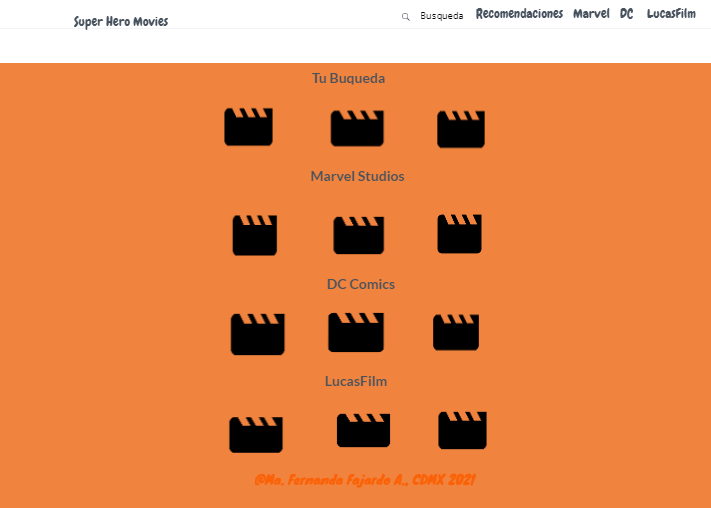 Super Hero Movies
Busqueda Recomendaciones Marvel DC LucasFilm
Tu Buqueda
Marvel Studios
DC Comics
LucasFilm
@Ma. Fernanda Fajardo A., CDMX 2021